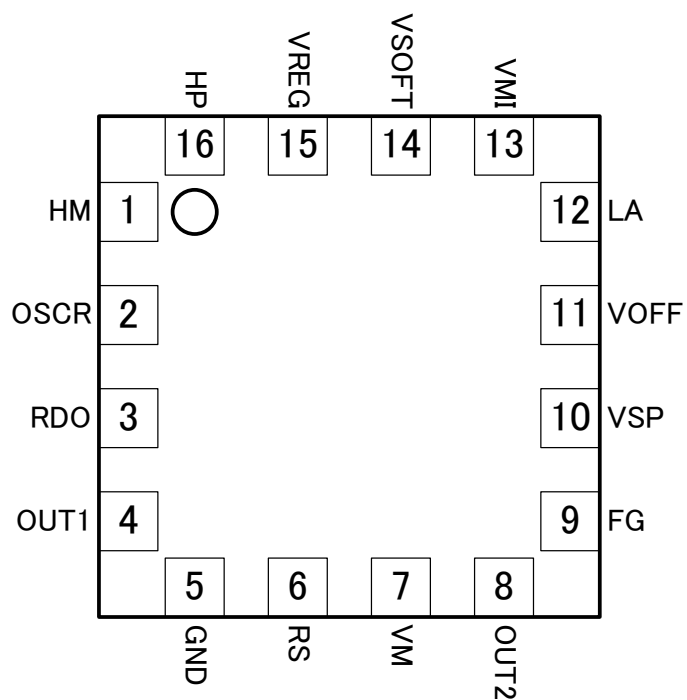 HP VREG VSOFT VMI
16 15 14 13
HM 1 12 LA
OSCR 2 11 VOFF
RDO 3 10 VSP
OUT1 4 9 FG
5 6 7 8
GND RS VM OUT2